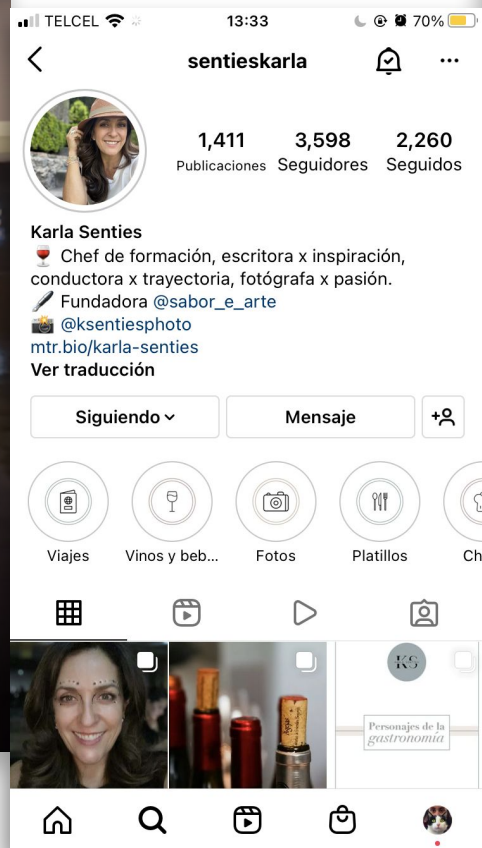 TELCEL 13:33 70%
sentieskarla
1,411 3,598 2,260
Publicaciones Seguidores Seguidos
Karla Senties
Chef de formación, escritora x inspiración,
conductora x trayectoria, fotógrafa x pasión.
Fundadora @sabor_e_arte
@ksentiesphoto
mtr.bio/karla-senties
Ver traducción
Siguiendo Mensaje
Viajes Vinos y beb... Fotos Platillos Ch
KS
Personajes de la
gastronomía